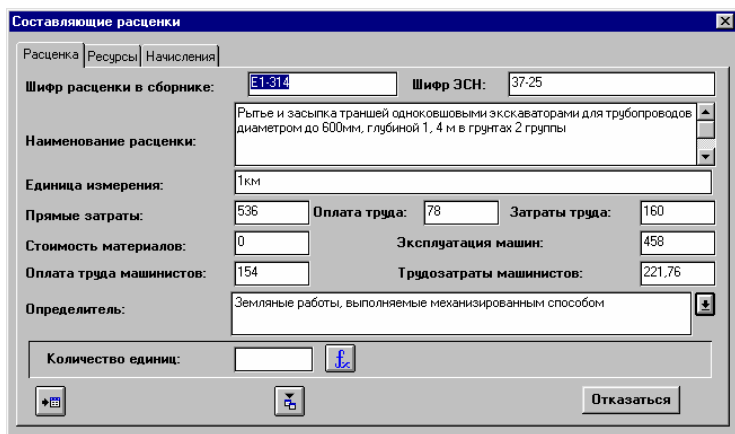 Составляющие расценки
Расценка Ресурсы Начисления
Шифр расценки в сборнике: Е1-314 Шифр ЭСН: 37-25
Наименование расценки: Рытье и засыпка траншей одноковшовыми экскаваторами для трубопроводов
диаметром до 600мм, глубиной 1, 4 м в грунтах 2 группы
Единица измерения: 1км
Прямые затраты: 536 Оплата труда: 78 Затраты труда: 160
Стоимость материалов: 0 Эксплуатация машин: 458
Оплата труда машинистов: 154 Трудозатраты машинистов: 221,76
Определитель: Земляные работы, выполняемые механизированным способом
Количество единиц: fx
Отказаться